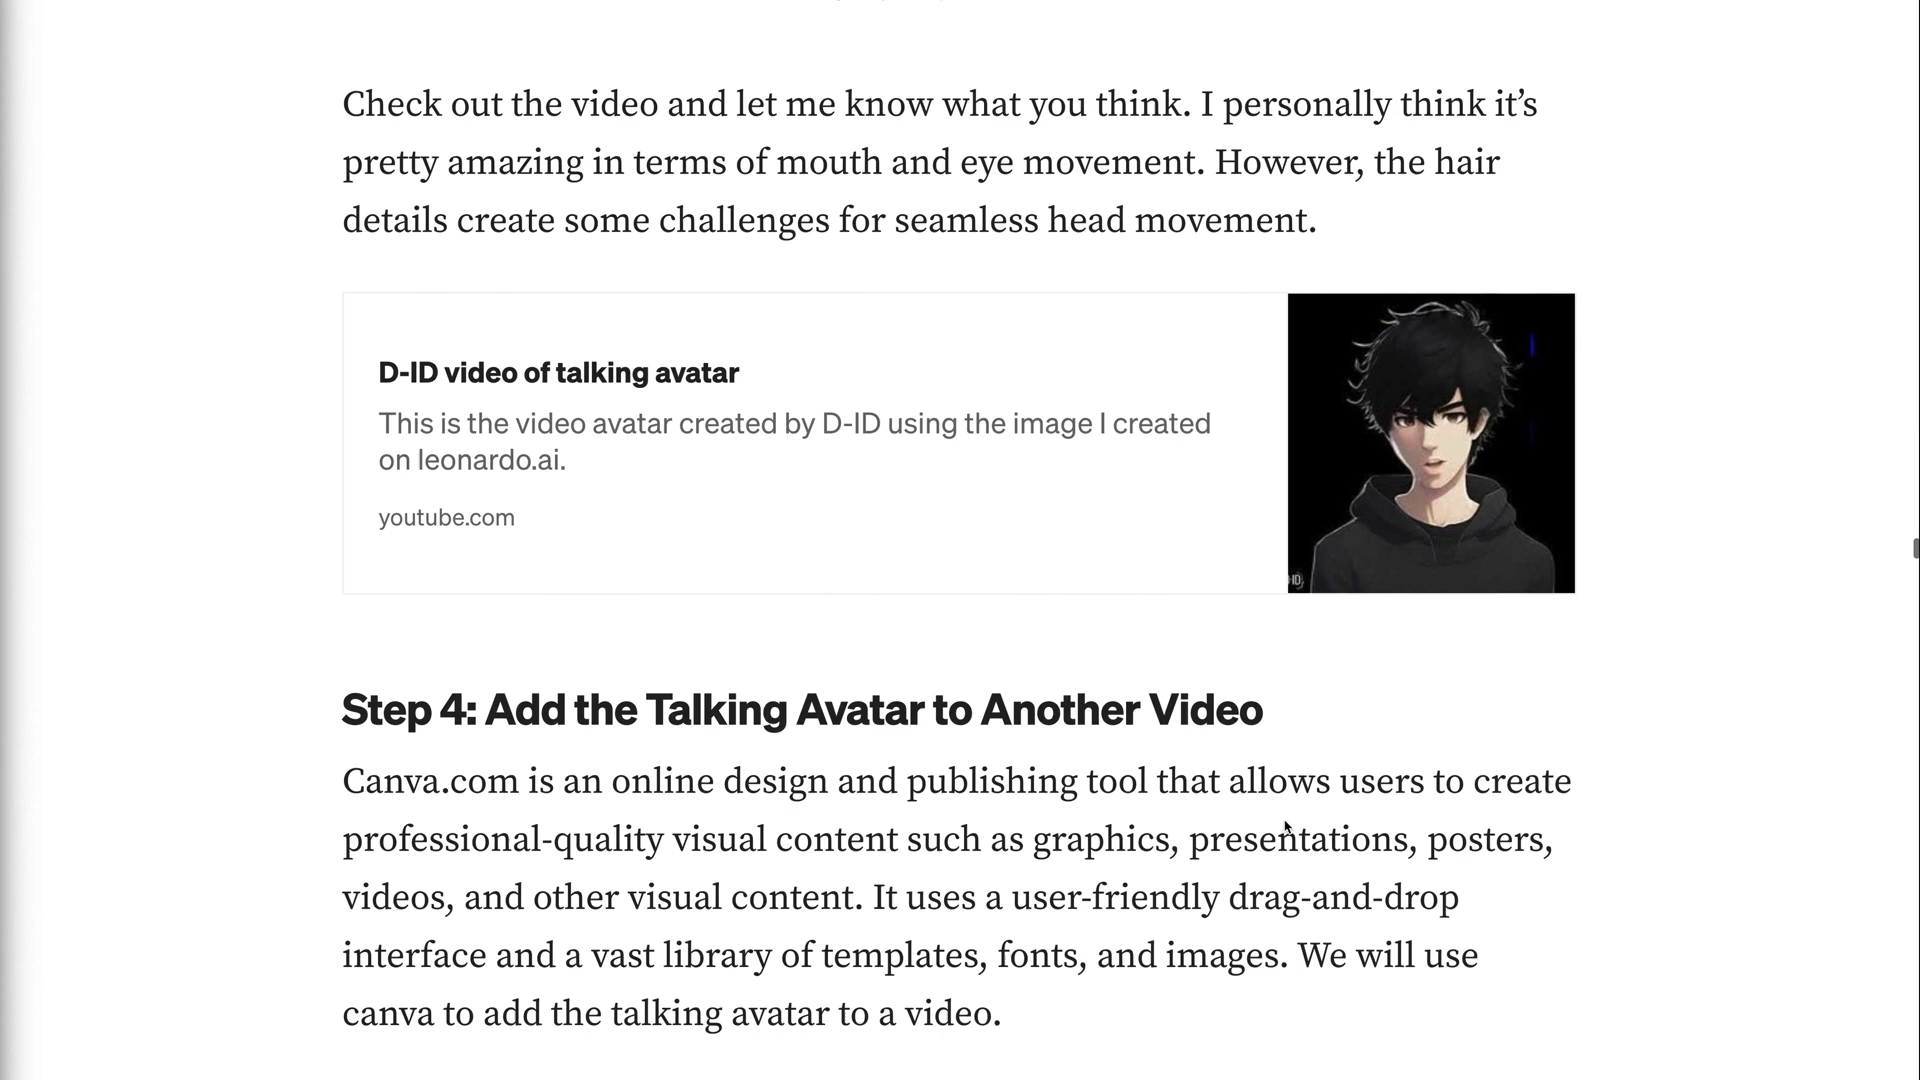 Check out the video and let me know what you think. I personally think it’s
pretty amazing in terms of mouth and eye movement. However, the hair
details create some challenges for seamless head movement.
D-ID video of talking avatar
This is the video avatar created by D-ID using the image I created
on leonardo.ai.
youtube.com
Step 4: Add the Talking Avatar to Another Video
Canva.com is an online design and publishing tool that allows users to create
professional-quality visual content such as graphics, presentations, posters,
videos, and other visual content. It uses a user-friendly drag-and-drop
interface and a vast library of templates, fonts, and images. We will use
canva to add the talking avatar to a video.